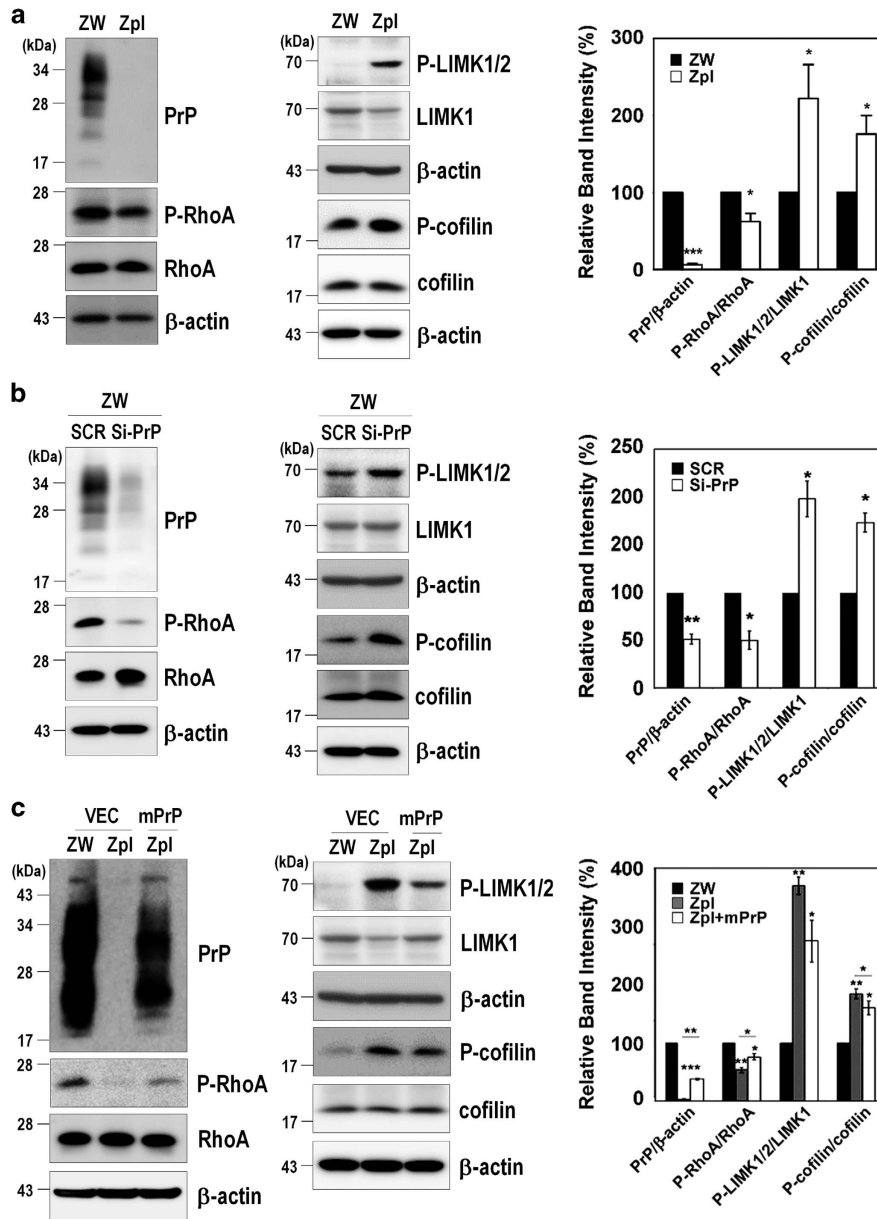 a
ZW Zpl
(kDa)
34
28
17
PrP
28
P-RhoA
28
RhoA
43
β-actin
ZW Zpl
(kDa)
70
P-LIMK1/2
70
LIMK1
43
β-actin
P-cofilin
17
cofilin
17
43
β-actin
Relative Band Intensity (%)
300
200
100
0
ZW
Zpl
***
*
*
*
PrP/β-actin
P-RhoA/RhoA
P-LIMK1/2/LIMK1
P-cofilin/cofilin
b
ZW
SCR Si-PrP
(kDa)
34
28
17
PrP
28
P-RhoA
28
RhoA
43
β-actin
ZW
SCR Si-PrP
(kDa)
70
P-LIMK1/2
70
LIMK1
43
β-actin
P-cofilin
17
cofilin
17
43
β-actin
Relative Band Intensity (%)
250
200
200
100
50
0
SCR
Si-PrP
**
*
*
*
PrP/β-actin
P-RhoA/RhoA
P-LIMK1/2/LIMK1
P-cofilin/cofilin
c
VEC mPrP
ZW Zpl Zpl
(kDa)
43
34
28
17
PrP
28
P-RhoA
28
RhoA
43
β-actin
VEC mPrP
ZW Zpl Zpl
(kDa)
70
P-LIMK1/2
70
LIMK1
43
β-actin
P-cofilin
17
cofilin
17
43
β-actin
Relative Band Intensity (%)
400
300
200
100
0
ZW
Zpl
Zpl+mPrP
**
***
*
**
*
**
*
*
**
*
PrP/β-actin
P-RhoA/RhoA
P-LIMK1/2/LIMK1
P-cofilin/cofilin